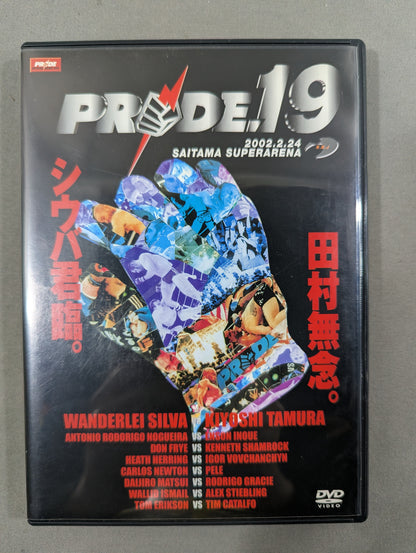 PRIDE
PRIDE.19
2002.2.24
SAITAMA SUPERARENA
シウバ君臨。
田村無念。
PRIDE
WANDERLEI SILVA VS KIYOSHI TAMURA
ANTONIO RODORIGO NOGUEIRA VS ENSON INOUE
DON FRYE VS KENNETH SHAMROCK
HEATH HERRING VS IGOR VOVCHANCHYN
CARLOS NEWTON VS PELE
DAIJIRO MATSUI VS RODRIGO GRACIE
WALLID ISMAIL VS ALEX STIEBLING
TOM ERIKSON VS TIM CATALFO
DVD
VIDEO